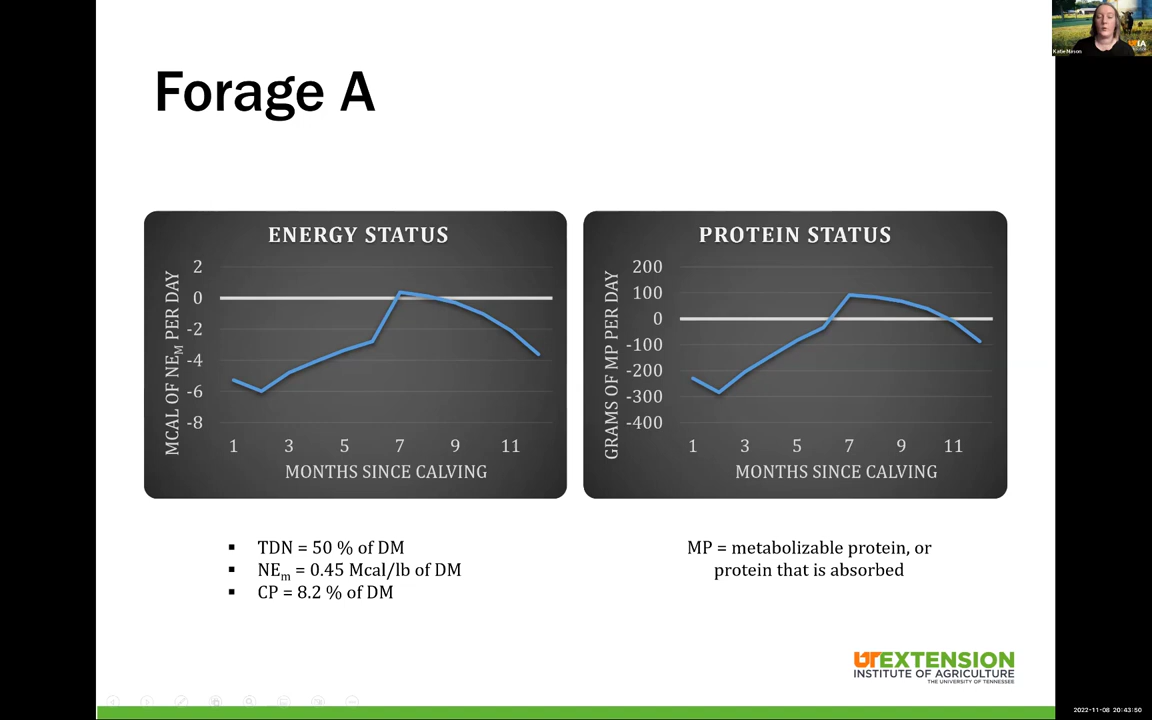 Forage A
ENERGY STATUS
MCAL OF NEM PER DAY
2
0
-2
-4
-6
-8
1 3 5 7 9 11
MONTHS SINCE CALVING
PROTEIN STATUS
GRAMS OF MP PER DAY
200
100
0
-100
-200
-300
-400
1 3 5 7 9 11
MONTHS SINCE CALVING
▪ TDN = 50 % of DM
▪ NEm = 0.45 Mcal/lb of DM
▪ CP = 8.2 % of DM
MP = metabolizable protein, or
protein that is absorbed
UT EXTENSION
INSTITUTE OF AGRICULTURE
THE UNIVERSITY OF TENNESSEE
Katie Mason
2022-11-08 20:43:50